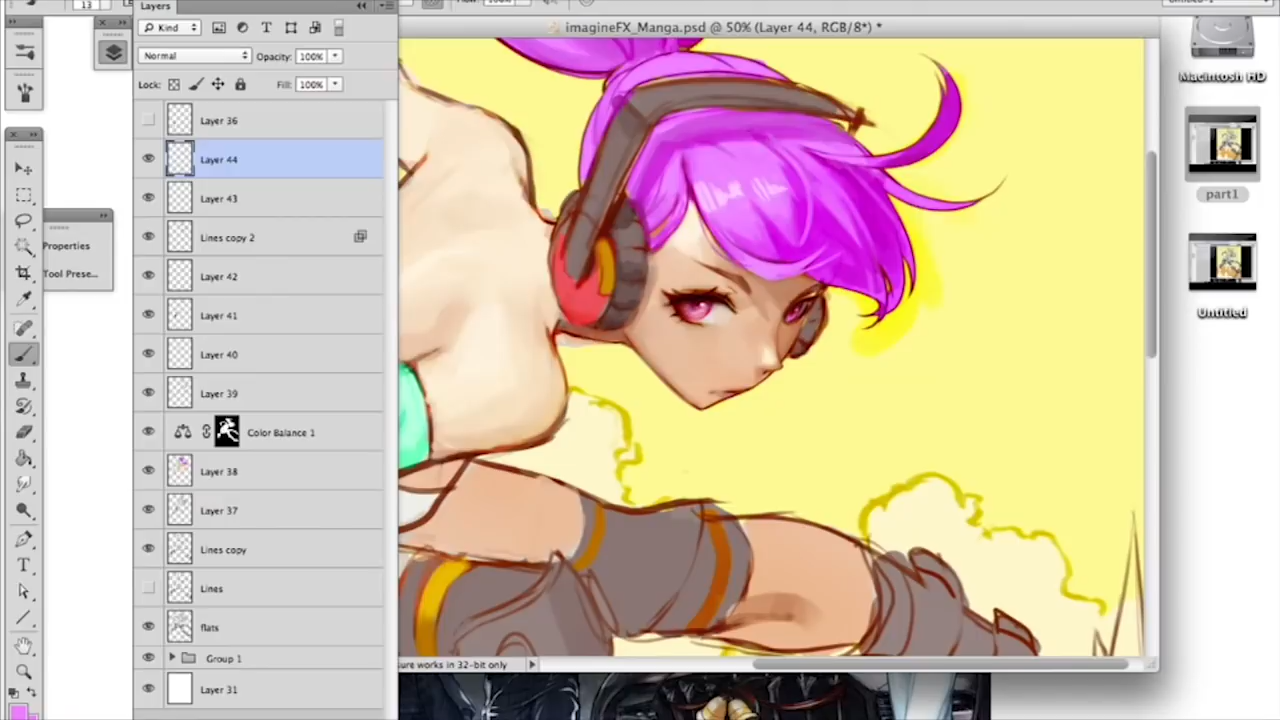 13
Layers
Untitled-1
imagineFX_Manga.psd @ 50% (Layer 44, RGB/8*) *
Kind
Normal
Opacity: 100%
Lock:
Fill: 100%
Macintosh HD
Layer 36
Layer 44
part1
Layer 43
Lines copy 2
Properties
Tool Prese...
Layer 42
Layer 41
Untitled
Layer 40
Layer 39
Color Balance 1
Layer 38
Layer 37
Lines copy
Lines
flats
Group 1
sure works in 32-bit only
Layer 31